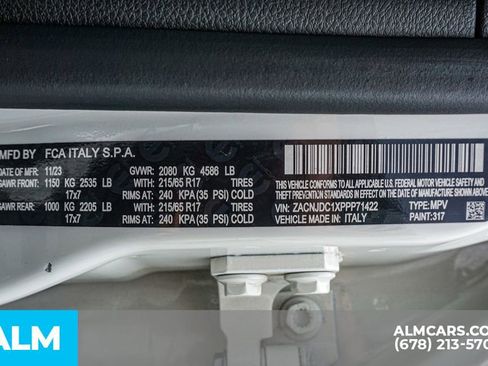 MFD BY FCA ITALY S.P.A.
DATE OF MFR: 11/23 GVWR: 2080 KG 4586 LB
GAWR FRONT: 1150 KG 2535 LB WITH 215/65 R17 TIRES
17x7 RIMS AT: 240 KPA (35 PSI) COLD
GAWR REAR: 1000 KG 2205 LB WITH 215/65 R17 TIRES
17x7 RIMS AT: 240 KPA (35 PSI) COLD
THIS VEHICLE CONFORMS TO ALL APPLICABLE
U.S.FEDERAL MOTOR VEHICLE SAFETY,
BUMPER, AND THEFT PREVENTION
STANDARDS IN EFFECT ON THE DATE OF
MANUFACTURE SHOWN ABOVE.
VIN: ZACNJDC1XPPP71422 TYPE: MPV
VEHICLE MADE IN: ITALY PAINT: 317
ALM
ALMCARS.COM
(678) 213-570